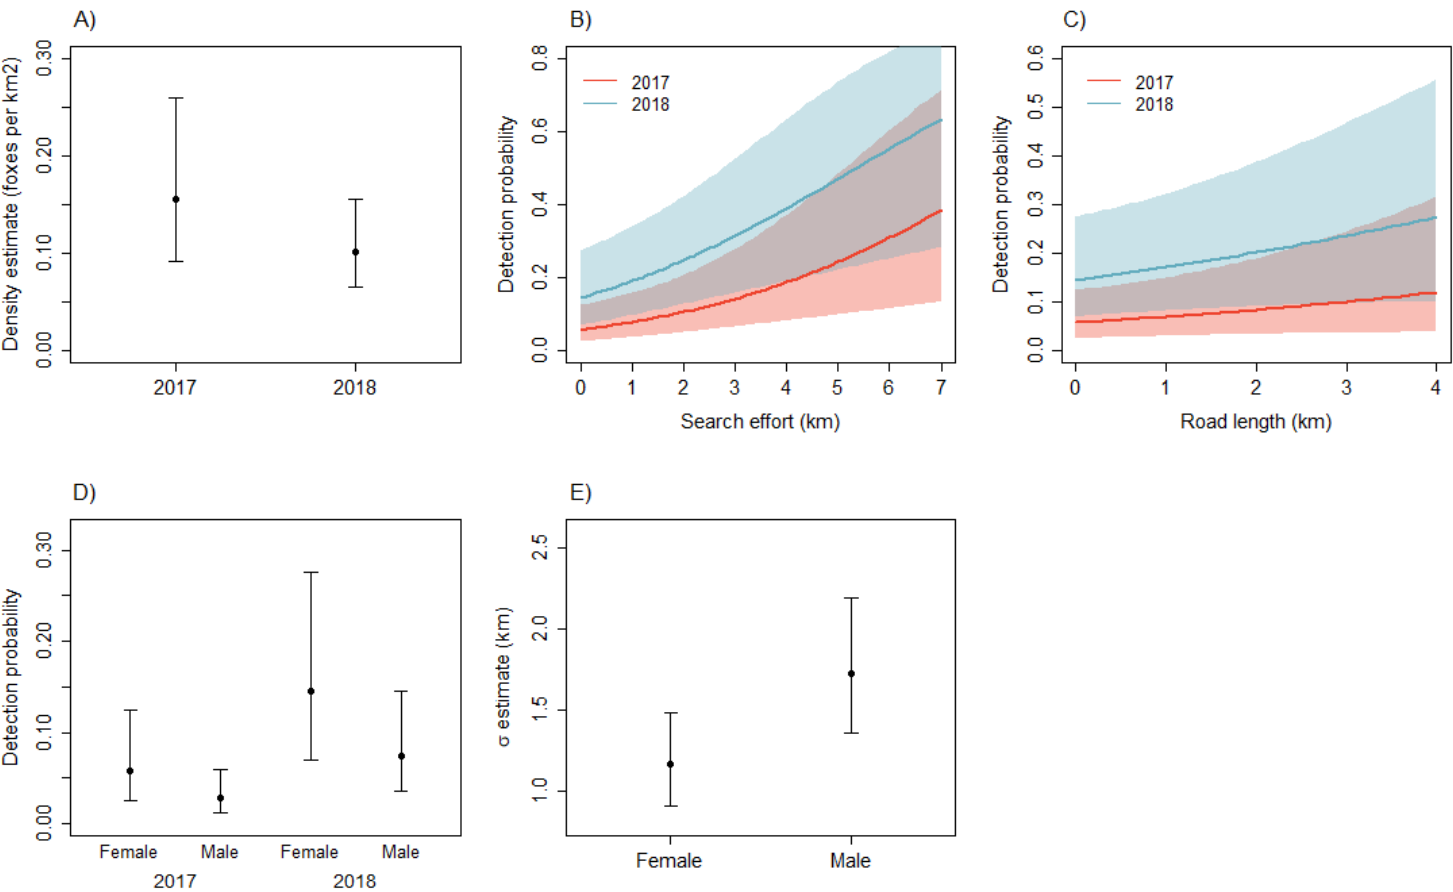 A)
Density estimate (foxes per km2)
0.00
0.10
0.20
0.30
2017
2018
B)
Detection probability
0.0
0.2
0.4
0.6
0.8
2017
2018
0 1 2 3 4 5 6 7
Search effort (km)
C)
Detection probability
0.0
0.1
0.2
0.3
0.4
0.5
0.6
2017
2018
0 1 2 3 4
Road length (km)
D)
Detection probability
0.00
0.10
0.20
0.30
Female Male Female Male
2017 2018
E)
σ estimate (km)
1.0
1.5
2.0
2.5
Female Male